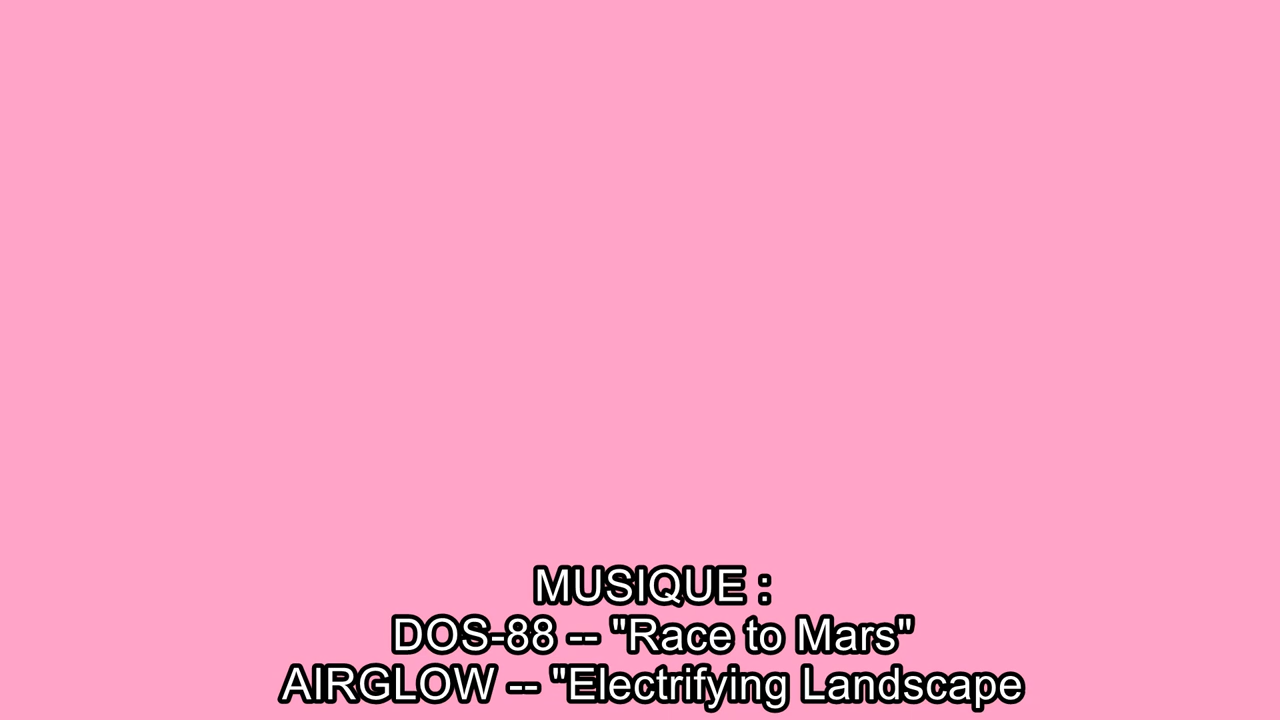 MUSIQUE :
DOS-88 -- "Race to Mars"
AIRGLOW -- "Electrifying Landscape